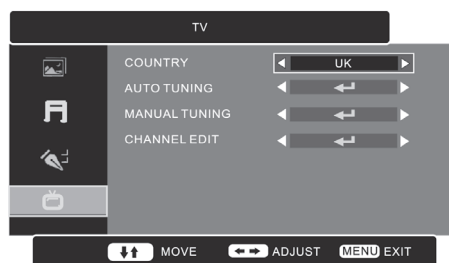 TV
COUNTRY UK
AUTO TUNING
MANUAL TUNING
CHANNEL EDIT
MOVE ADJUST MENU EXIT